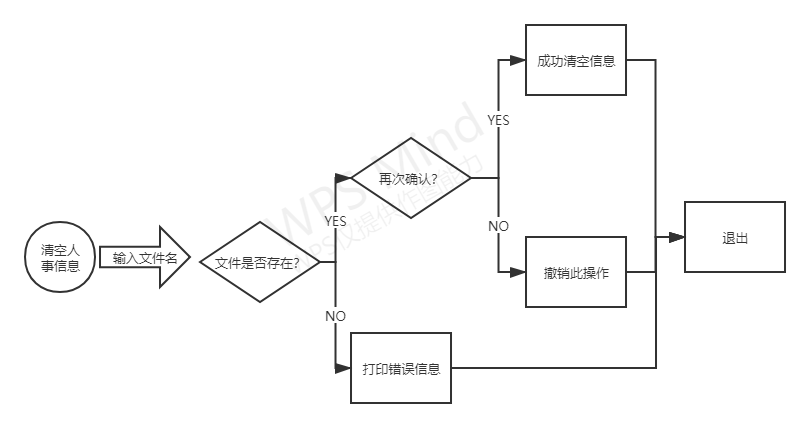 成功清空信息
YES
再次确认?
YES
NO
清空人
事信息
输入文件名
文件是否存在?
退出
撤销此操作
NO
打印错误信息
WPS Mind
WPS仅提供作图能力